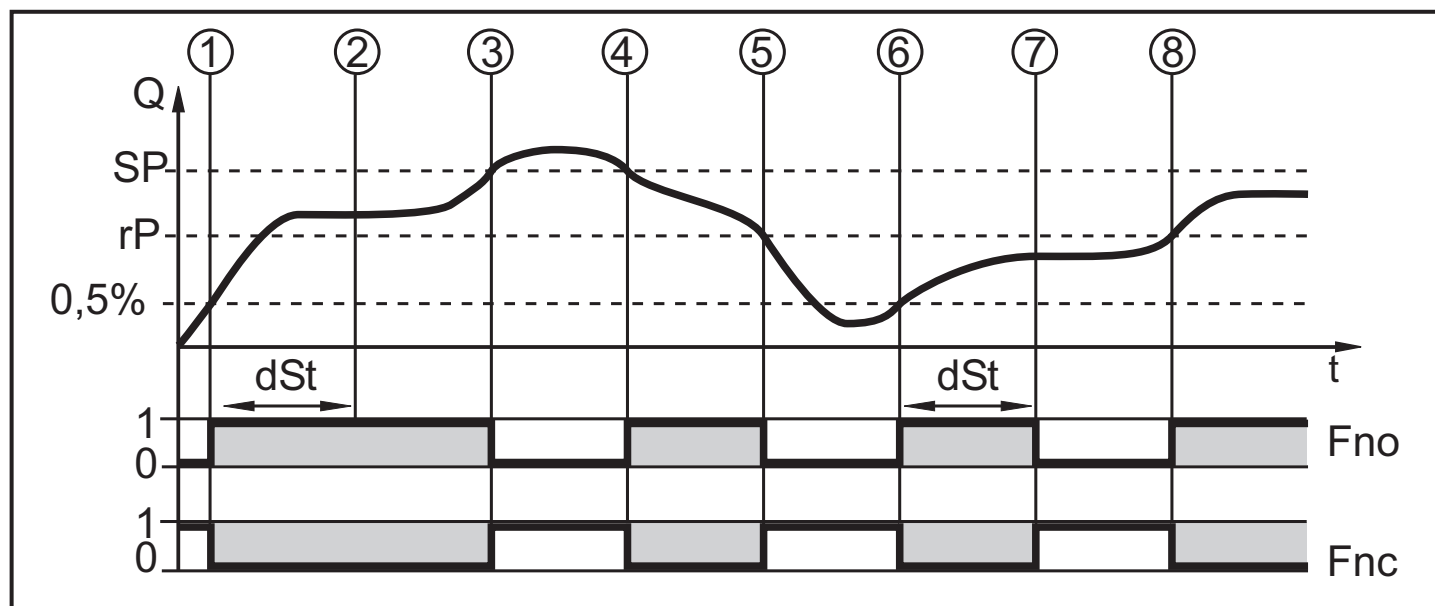 ① ② ③ ④ ⑤ ⑥ ⑦ ⑧
Q
SP
rP
0,5%
t
dSt dSt
1
0
Fno
1
0
Fnc